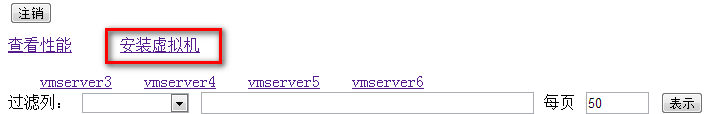 注销
查看性能 安装虚拟机
vmserver3 vmserver4 vmserver5 vmserver6
过滤列： 每页 50 表示